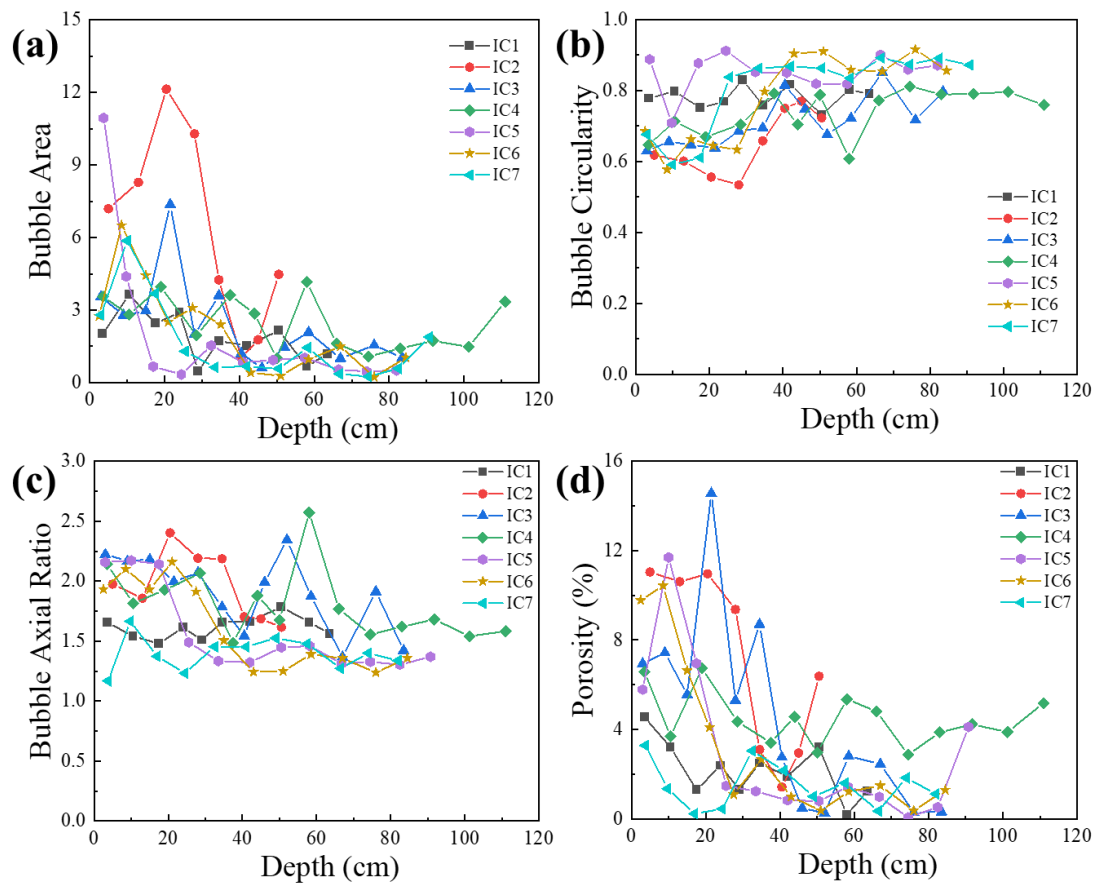 (a)
15
12
9
6
3
0
Bubble Area
0 20 40 60 80 100 120
Depth (cm)
IC1
IC2
IC3
IC4
IC5
IC6
IC7
(b)
1.0
0.8
0.6
0.4
0.2
0.0
Bubble Circularity
0 20 40 60 80 100 120
Depth (cm)
IC1
IC2
IC3
IC4
IC5
IC6
IC7
(c)
3.0
2.5
2.0
1.5
1.0
0.5
0.0
Bubble Axial Ratio
0 20 40 60 80 100 120
Depth (cm)
IC1
IC2
IC3
IC4
IC5
IC6
IC7
(d)
16
12
8
4
0
Porosity (%)
0 20 40 60 80 100 120
Depth (cm)
IC1
IC2
IC3
IC4
IC5
IC6
IC7